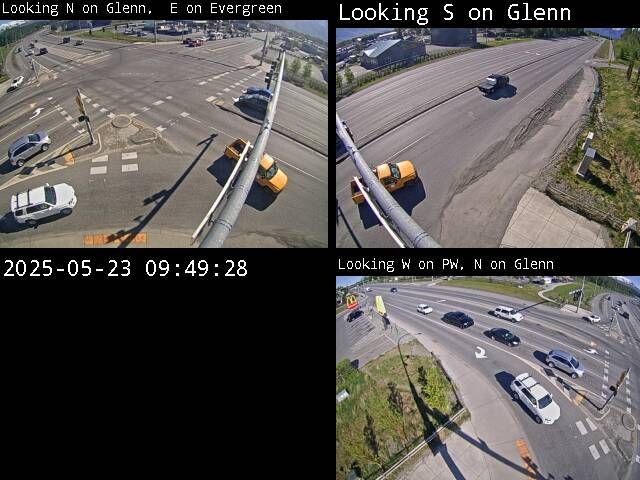 Looking N on Glenn,  E on Evergreen
Looking S on Glenn
2025-05-23 09:49:28
Looking W on PW, N on Glenn